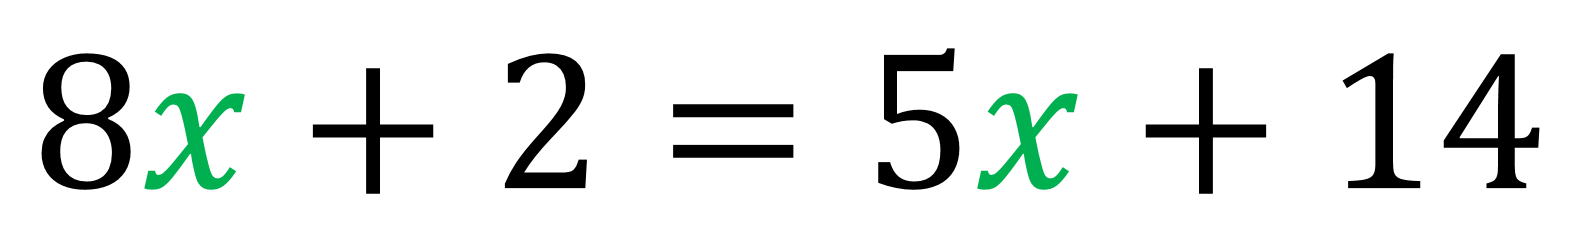 8x + 2 = 5x + 14